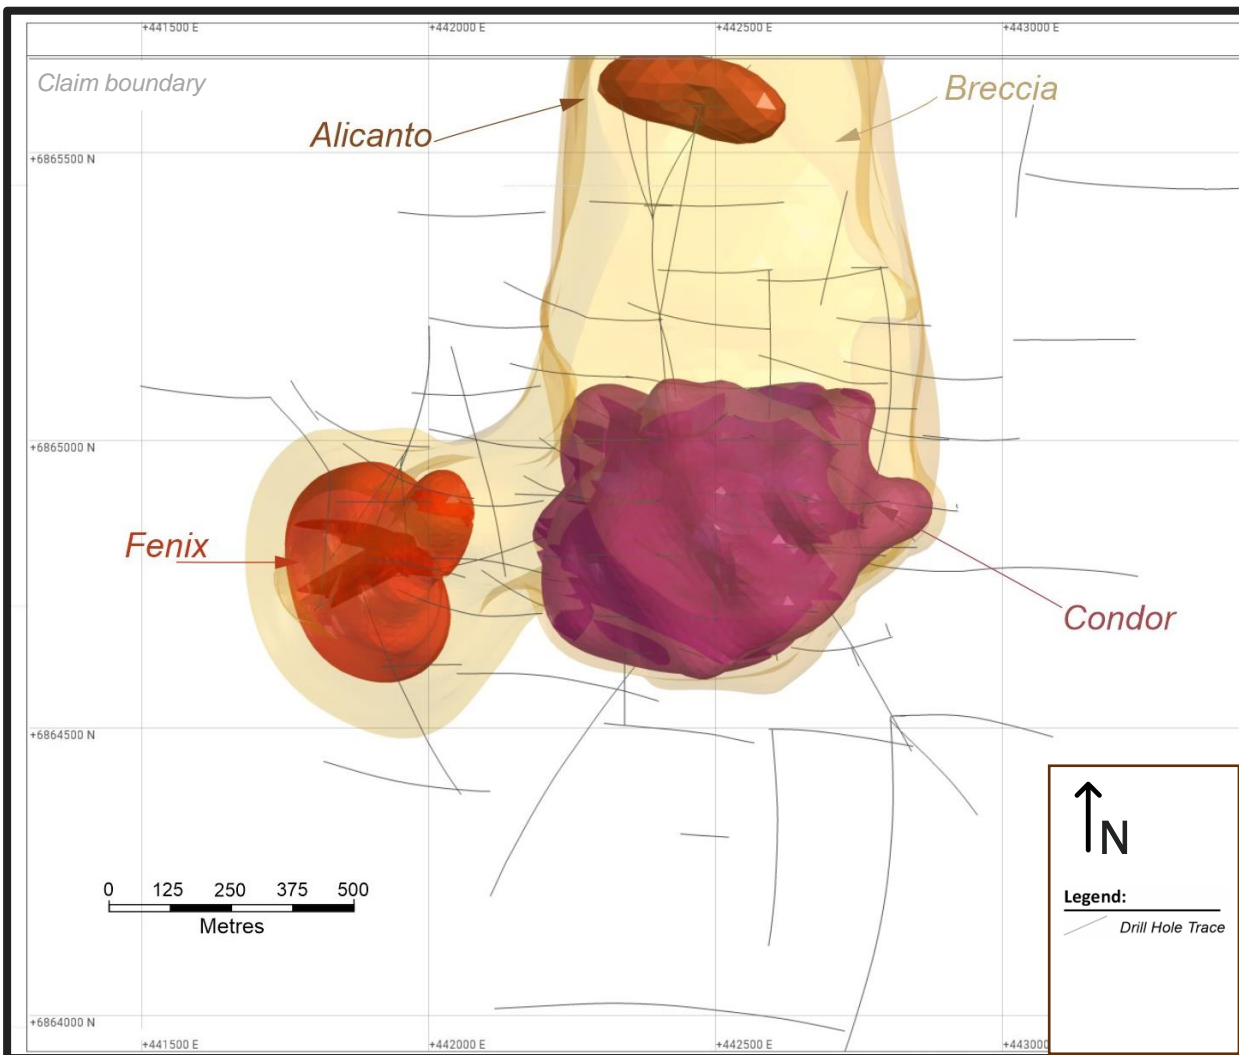 +441500 E
+442000 E
+442500 E
+443000 E
Claim boundary
Breccia
Alicanto
+6865500 N
+6865000 N
Fenix
Condor
+6864500 N
N
0 125 250 375 500
Metres
Legend:
Drill Hole Trace
+6864000 N
+441500 E
+442000 E
+442500 E
+443000